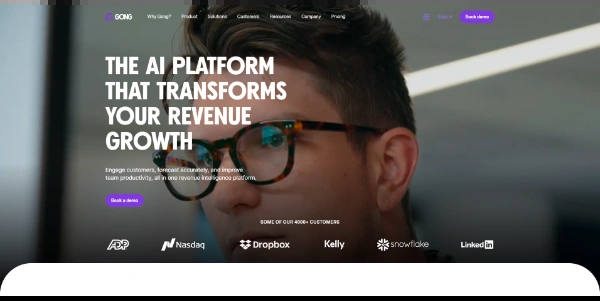 GONG
Why Gong? Product Solutions Customers Resources Company Pricing
Sign in Book demo
THE AI PLATFORM
THAT TRANSFORMS
YOUR REVENUE
GROWTH
Engage customers, forecast accurately, and improve
team productivity, all in one revenue intelligence platform.
Book a demo
SOME OF OUR 4000+ CUSTOMERS
ADP Nasdaq Dropbox Kelly snowflake LinkedIn